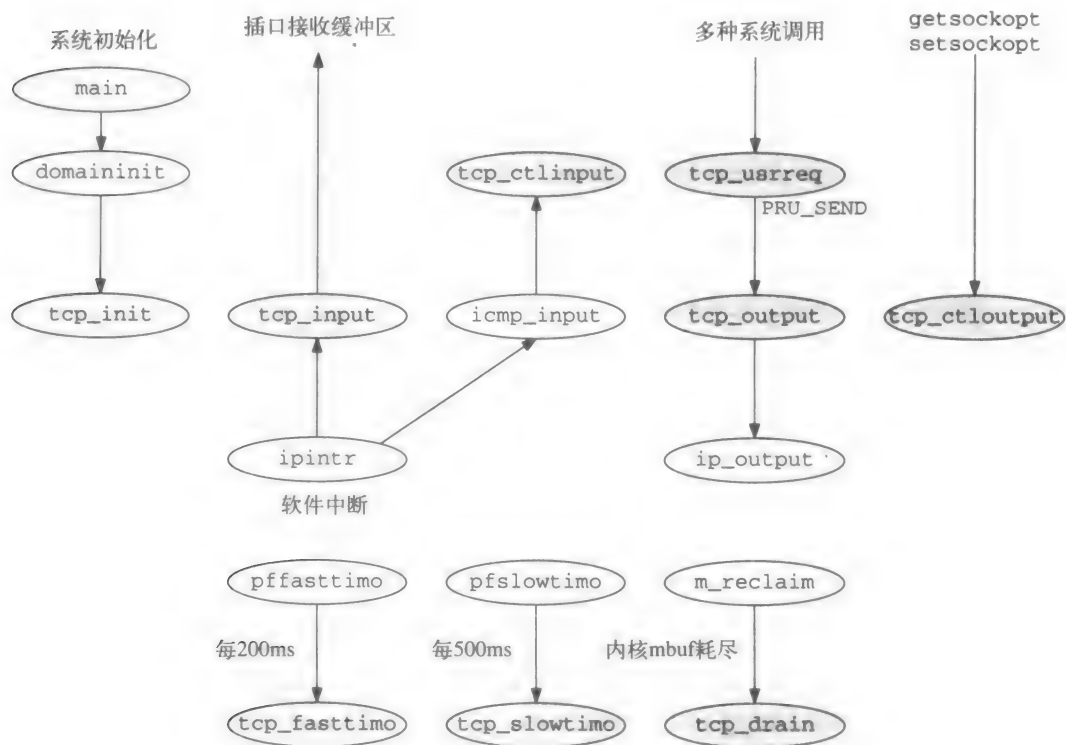 系统初始化
插口接收缓冲区
多种系统调用
getsockopt
setsockopt
main
domaininit
tcp_ctlinput
tcp_usrreq
PRU_SEND
tcp_init
tcp_input
icmp_input
tcp_output
tcp_ctloutput
ipintr
ip_output
软件中断
pffasttimo
pfslowtimo
m_reclaim
每200ms
每500ms
内核mbuf耗尽
tcp_fasttimo
tcp_slowtimo
tcp_drain